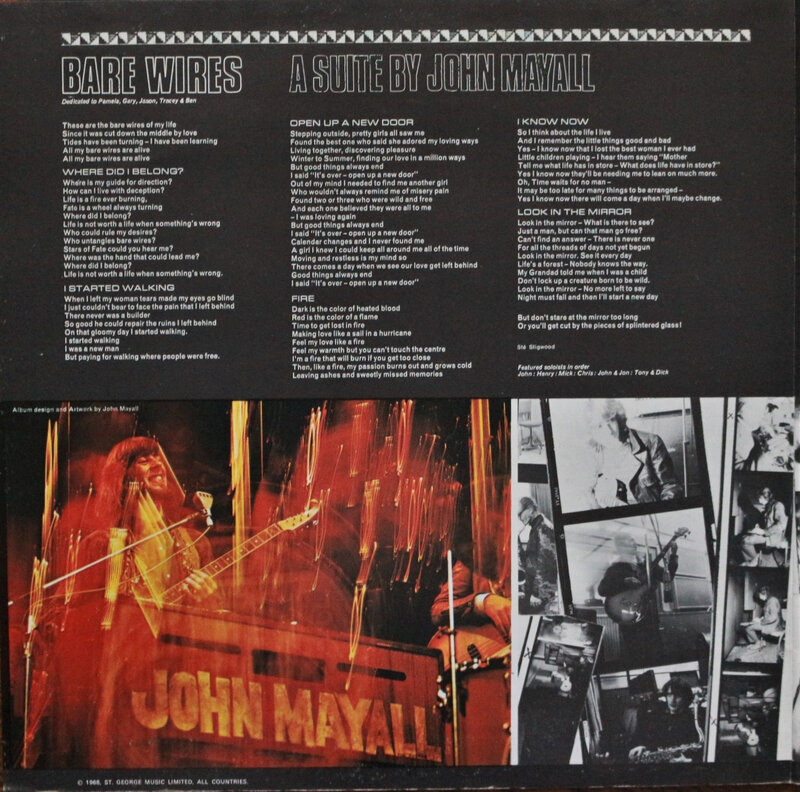 BARE WIRES
Dedicated to Pamela, Gary, Jason, Tracey & Ben
A SUITE BY JOHN MAYALL
These are the bare wires of my life
Since it was cut down the middle by love
Tides have been turning – I have been learning
All my bare wires are alive
All my bare wires are alive
WHERE DID I BELONG?
Where is my guide for direction?
How can I live with deception?
Life is a fire ever burning,
Fate is a wheel always turning
Where did I belong?
Life is not worth a life when something's wrong
Who could rule my desires?
Who untangles bare wires?
Stars of Fate could you hear me?
Where was the hand that could lead me?
Where did I belong?
Life is not worth a life when something's wrong.
I STARTED WALKING
When I left my woman tears made my eyes go blind
I just couldn't bear to face the pain that I left behind
There never was a builder
So good he could repair the ruins I left behind
On that gloomy day I started walking.
I started walking
I was a new man
But paying for walking where people were free.
OPEN UP A NEW DOOR
Stepping outside, pretty girls all saw me
Found the best one who said she adored my loving ways
Living together, discovering pleasure
Winter to Summer, finding our love in a million ways
But good things always end
I said "It's over – open up a new door"
Out of my mind I needed to find me another girl
Who wouldn't always remind me of misery pain
Found two or three who were wild and free
And each one believed they were all to me
– I was loving again
But good things always end
I said "It's over – open up a new door"
Calendar changes and I never found me
A girl I know I could keep all around me all of the time
Moving and restless is my mind so
There comes a day when we see our love get left behind
Good things always end
I said "It's over – open up a new door"
FIRE
Dark is the color of heated blood
Red is the color of a flame
Time to get lost in fire
Making love like a sail in a hurricane
Feel my love like a fire
Feel my warmth but you can't touch the centre
I'm a fire that will burn if you get too close
Then, like a fire, my passion burns out and grows cold
Leaving ashes and sweetly missed memories
I KNOW NOW
So I think about the life I live
And I remember the little things good and bad
Yes – I know now that I lost the best woman I ever had
Little children playing – I hear them saying "Mother
Tell me what life has in store – What does life have in store?"
Yes I know now they'll be needing me to lean on much more.
Oh, Time waits for no man –
It may be too late for many things to be arranged –
Yes I know now there will come a day when I'll maybe change.
LOOK IN THE MIRROR
Look in the mirror – What is there to see?
Just a man, but can that man go free?
Can't find an answer – There is never one
For all the threads of days not yet begun
Look in the mirror. See it every day
Life's a forest – Nobody knows the way.
My Grandad told me when I was a child
Don't lock up a creature born to be wild.
Look in the mirror – No more left to say
Night must fall and then I'll start a new day
But don't stare at the mirror too long
Or you'll get cut by the pieces of splintered glass!
Sté Sligwood
Featured soloists in order
John : Henry : Mick : Chris : John & Jon : Tony & Dick
Album design and Artwork by John Mayall
JOHN MAYALL
© 1968, ST. GEORGE MUSIC LIMITED, ALL COUNTRIES.